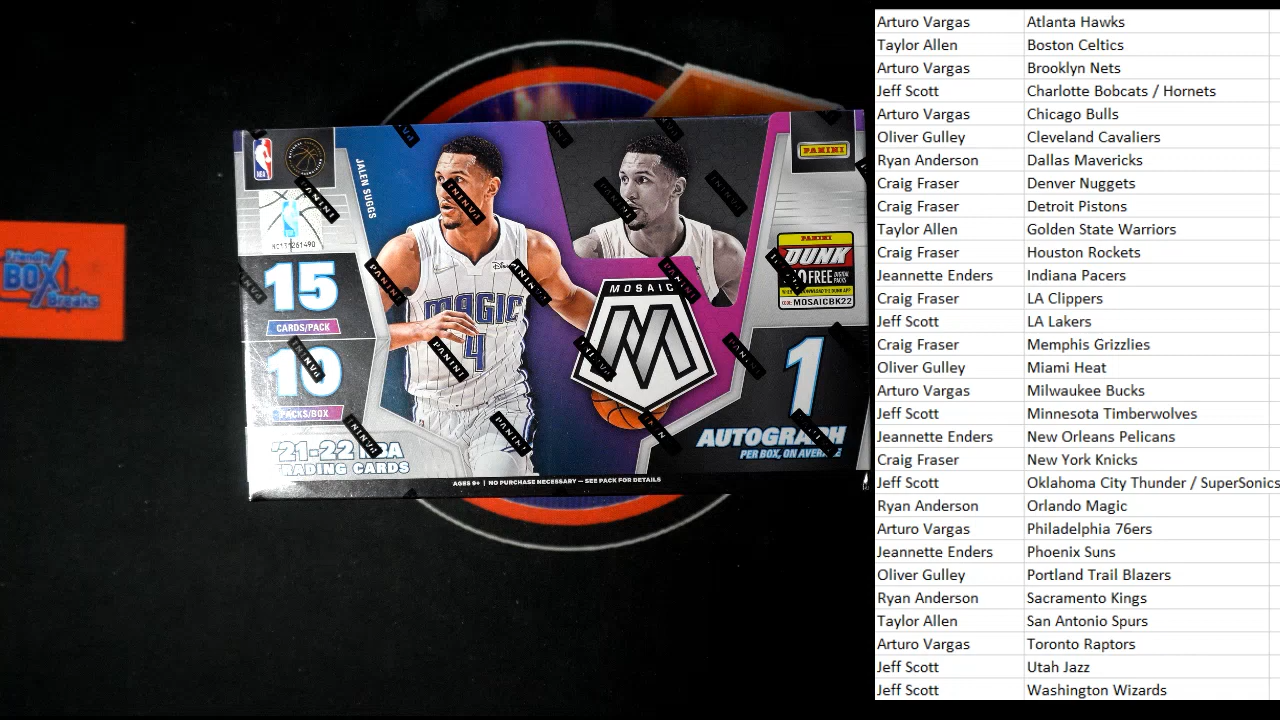 Friendly
BOX
Breaks
NBA
JALEN SUGGS
PANINI
15
CARDS/PACK
10
PACKS/BOX
'21-22 NBA
TRADING CARDS
Disney
MAGIC
4
MOSAIC
M
AGES 9+ | NO PURCHASE NECESSARY — SEE PACK FOR DETAILS
PANINI
PANINI
DUNK
CODE: MOSAICBK22
1
AUTOGRAPH
PER BOX, ON AVERAGE
Arturo Vargas Atlanta Hawks
Taylor Allen Boston Celtics
Arturo Vargas Brooklyn Nets
Jeff Scott Charlotte Bobcats / Hornets
Arturo Vargas Chicago Bulls
Oliver Gulley Cleveland Cavaliers
Ryan Anderson Dallas Mavericks
Craig Fraser Denver Nuggets
Craig Fraser Detroit Pistons
Taylor Allen Golden State Warriors
Craig Fraser Houston Rockets
Jeannette Enders Indiana Pacers
Craig Fraser LA Clippers
Jeff Scott LA Lakers
Craig Fraser Memphis Grizzlies
Oliver Gulley Miami Heat
Arturo Vargas Milwaukee Bucks
Jeff Scott Minnesota Timberwolves
Jeannette Enders New Orleans Pelicans
Craig Fraser New York Knicks
Jeff Scott Oklahoma City Thunder / SuperSonics
Ryan Anderson Orlando Magic
Arturo Vargas Philadelphia 76ers
Jeannette Enders Phoenix Suns
Oliver Gulley Portland Trail Blazers
Ryan Anderson Sacramento Kings
Taylor Allen San Antonio Spurs
Arturo Vargas Toronto Raptors
Jeff Scott Utah Jazz
Jeff Scott Washington Wizards